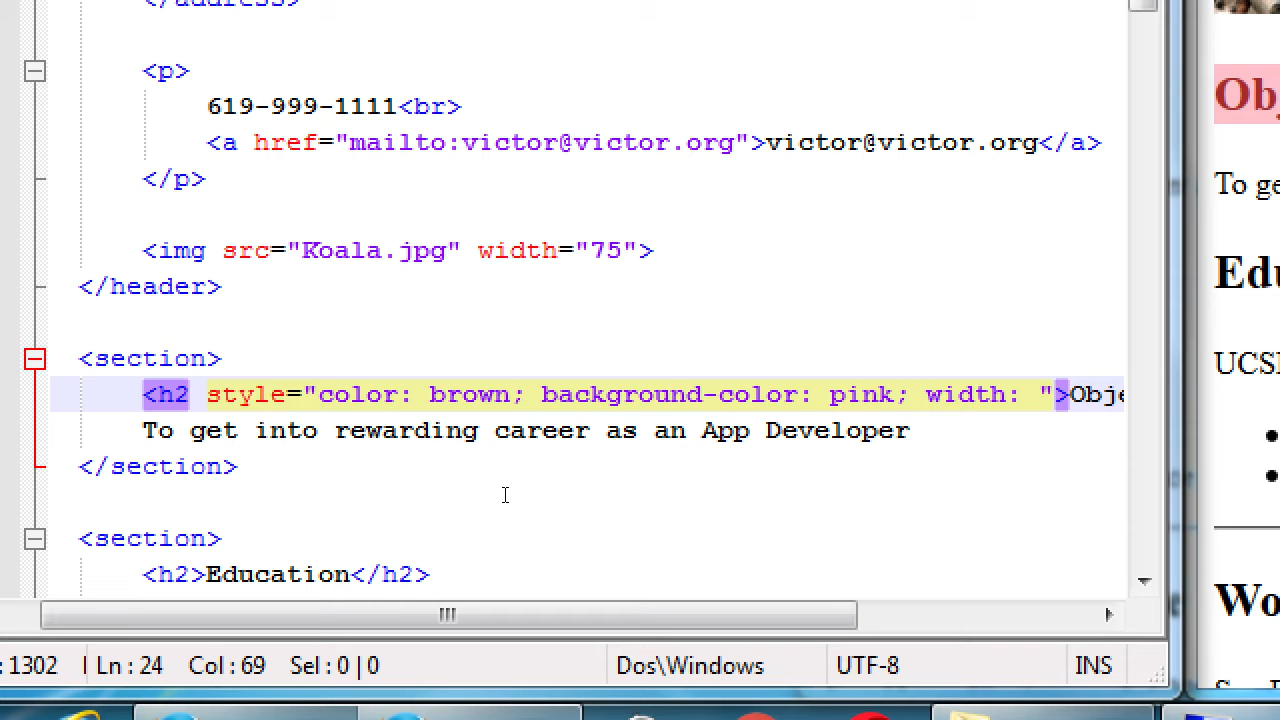 </address>
<p>
619-999-1111<br>
<a href="mailto:victor@victor.org">victor@victor.org</a>
</p>
<img src="Koala.jpg" width="75">
</header>
<section>
<h2 style="color: brown; background-color: pink; width: ">Obje
To get into rewarding career as an App Developer
</section>
<section>
<h2>Education</h2>
:1302 Ln : 24 Col : 69 Sel : 0 | 0 Dos\Windows UTF-8 INS
Obj
To ge
Edu
UCS
Wo